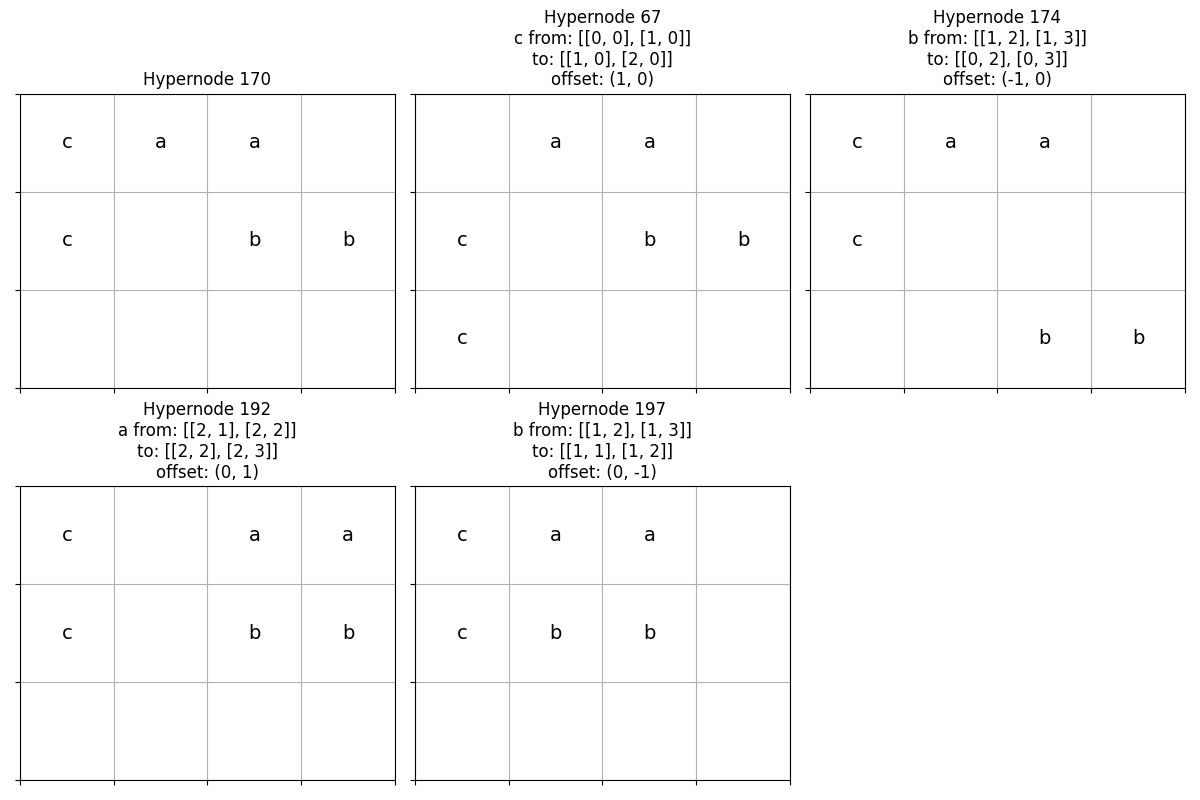 Hypernode 170
c a a
c b b
Hypernode 67
c from: [[0, 0], [1, 0]]
to: [[1, 0], [2, 0]]
offset: (1, 0)
a a
c b b
c
Hypernode 174
b from: [[1, 2], [1, 3]]
to: [[0, 2], [0, 3]]
offset: (-1, 0)
c a a
c
b b
Hypernode 192
a from: [[2, 1], [2, 2]]
to: [[2, 2], [2, 3]]
offset: (0, 1)
c a a
c b b
Hypernode 197
b from: [[1, 2], [1, 3]]
to: [[1, 1], [1, 2]]
offset: (0, -1)
c a a
c b b